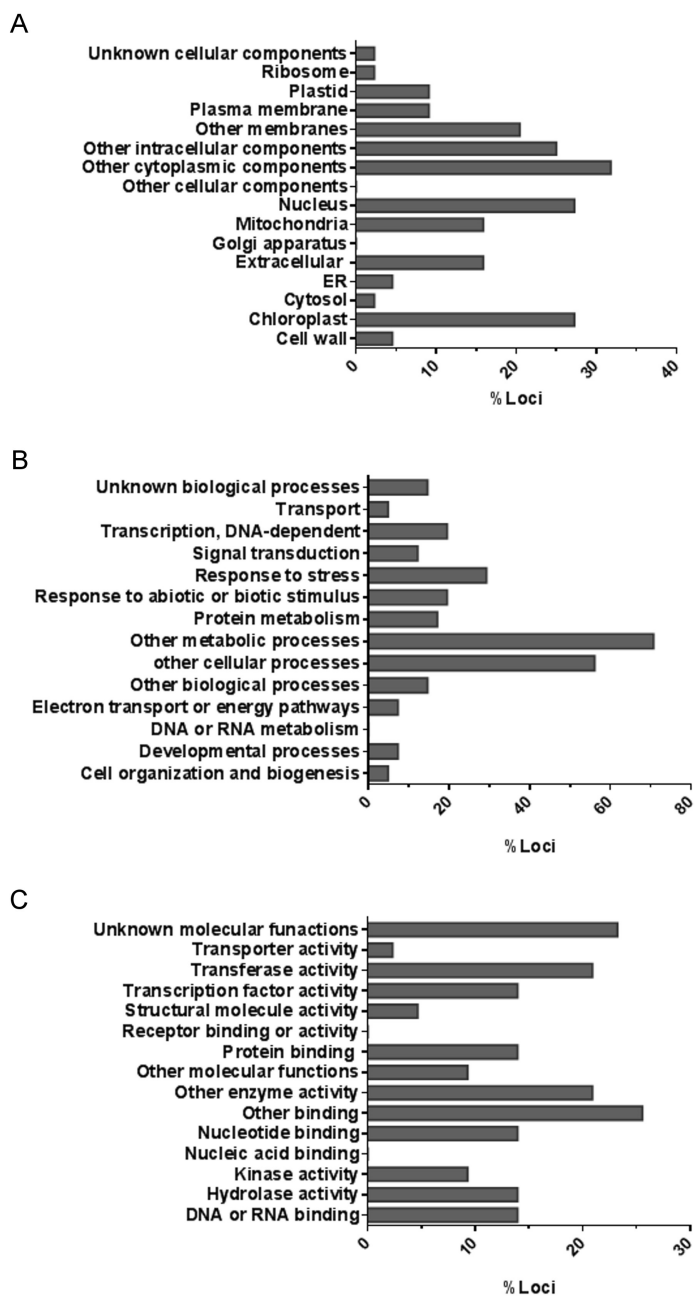 A
Unknown cellular components
Ribosome
Plastid
Plasma membrane
Other membranes
Other intracellular components
Other cytoplasmic components
Other cellular components
Nucleus
Mitochondria
Golgi apparatus
Extracellular
ER
Cytosol
Chloroplast
Cell wall
0 10 20 30 40
% Loci
B
Unknown biological processes
Transport
Transcription, DNA-dependent
Signal transduction
Response to stress
Response to abiotic or biotic stimulus
Protein metabolism
Other metabolic processes
other cellular processes
Other biological processes
Electron transport or energy pathways
DNA or RNA metabolism
Developmental processes
Cell organization and biogenesis
0 20 40 60 80
% Loci
C
Unknown molecular funactions
Transporter activity
Transferase activity
Transcription factor activity
Structural molecule activity
Receptor binding or activity
Protein binding
Other molecular functions
Other enzyme activity
Other binding
Nucleotide binding
Nucleic acid binding
Kinase activity
Hydrolase activity
DNA or RNA binding
0 10 20 30
% Loci